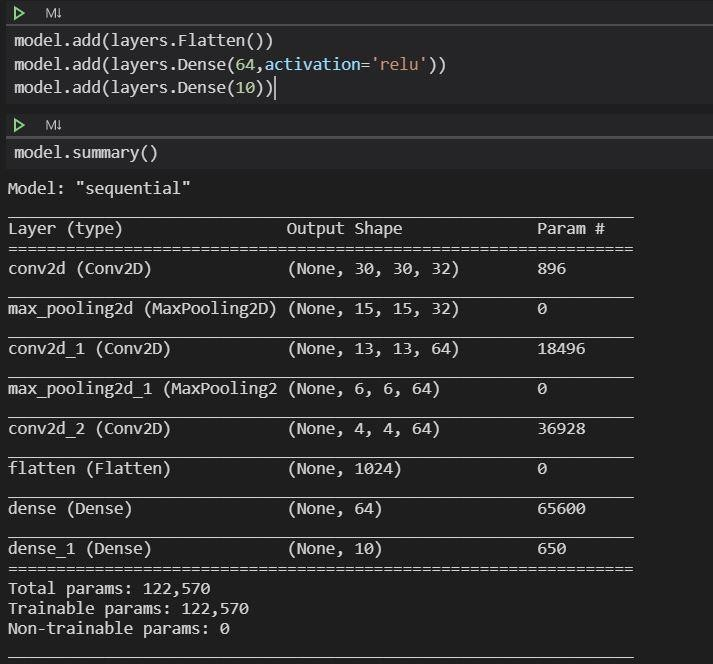 M↓
model.add(layers.Flatten())
model.add(layers.Dense(64,activation='relu'))
model.add(layers.Dense(10))
M↓
model.summary()
Model: "sequential"
_________________________________________________________________
Layer (type)                 Output Shape              Param #
=================================================================
conv2d (Conv2D)              (None, 30, 30, 32)        896
_________________________________________________________________
max_pooling2d (MaxPooling2D) (None, 15, 15, 32)        0
_________________________________________________________________
conv2d_1 (Conv2D)            (None, 13, 13, 64)        18496
_________________________________________________________________
max_pooling2d_1 (MaxPooling2 (None, 6, 6, 64)          0
_________________________________________________________________
conv2d_2 (Conv2D)            (None, 4, 4, 64)          36928
_________________________________________________________________
flatten (Flatten)            (None, 1024)              0
_________________________________________________________________
dense (Dense)                (None, 64)                65600
_________________________________________________________________
dense_1 (Dense)              (None, 10)                650
=================================================================
Total params: 122,570
Trainable params: 122,570
Non-trainable params: 0
_________________________________________________________________